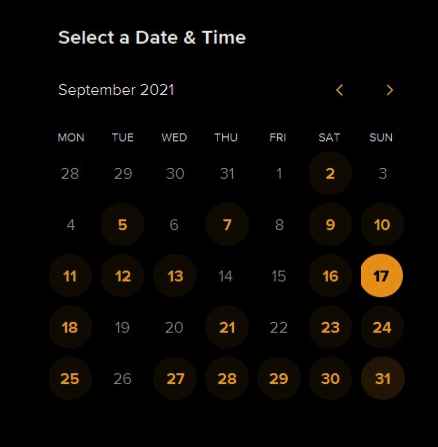 Select a Date & Time
September 2021 < >
MON TUE WED THU FRI SAT SUN
28 29 30 31 1 2 3
4 5 6 7 8 9 10
11 12 13 14 15 16 17
18 19 20 21 22 23 24
25 26 27 28 29 30 31